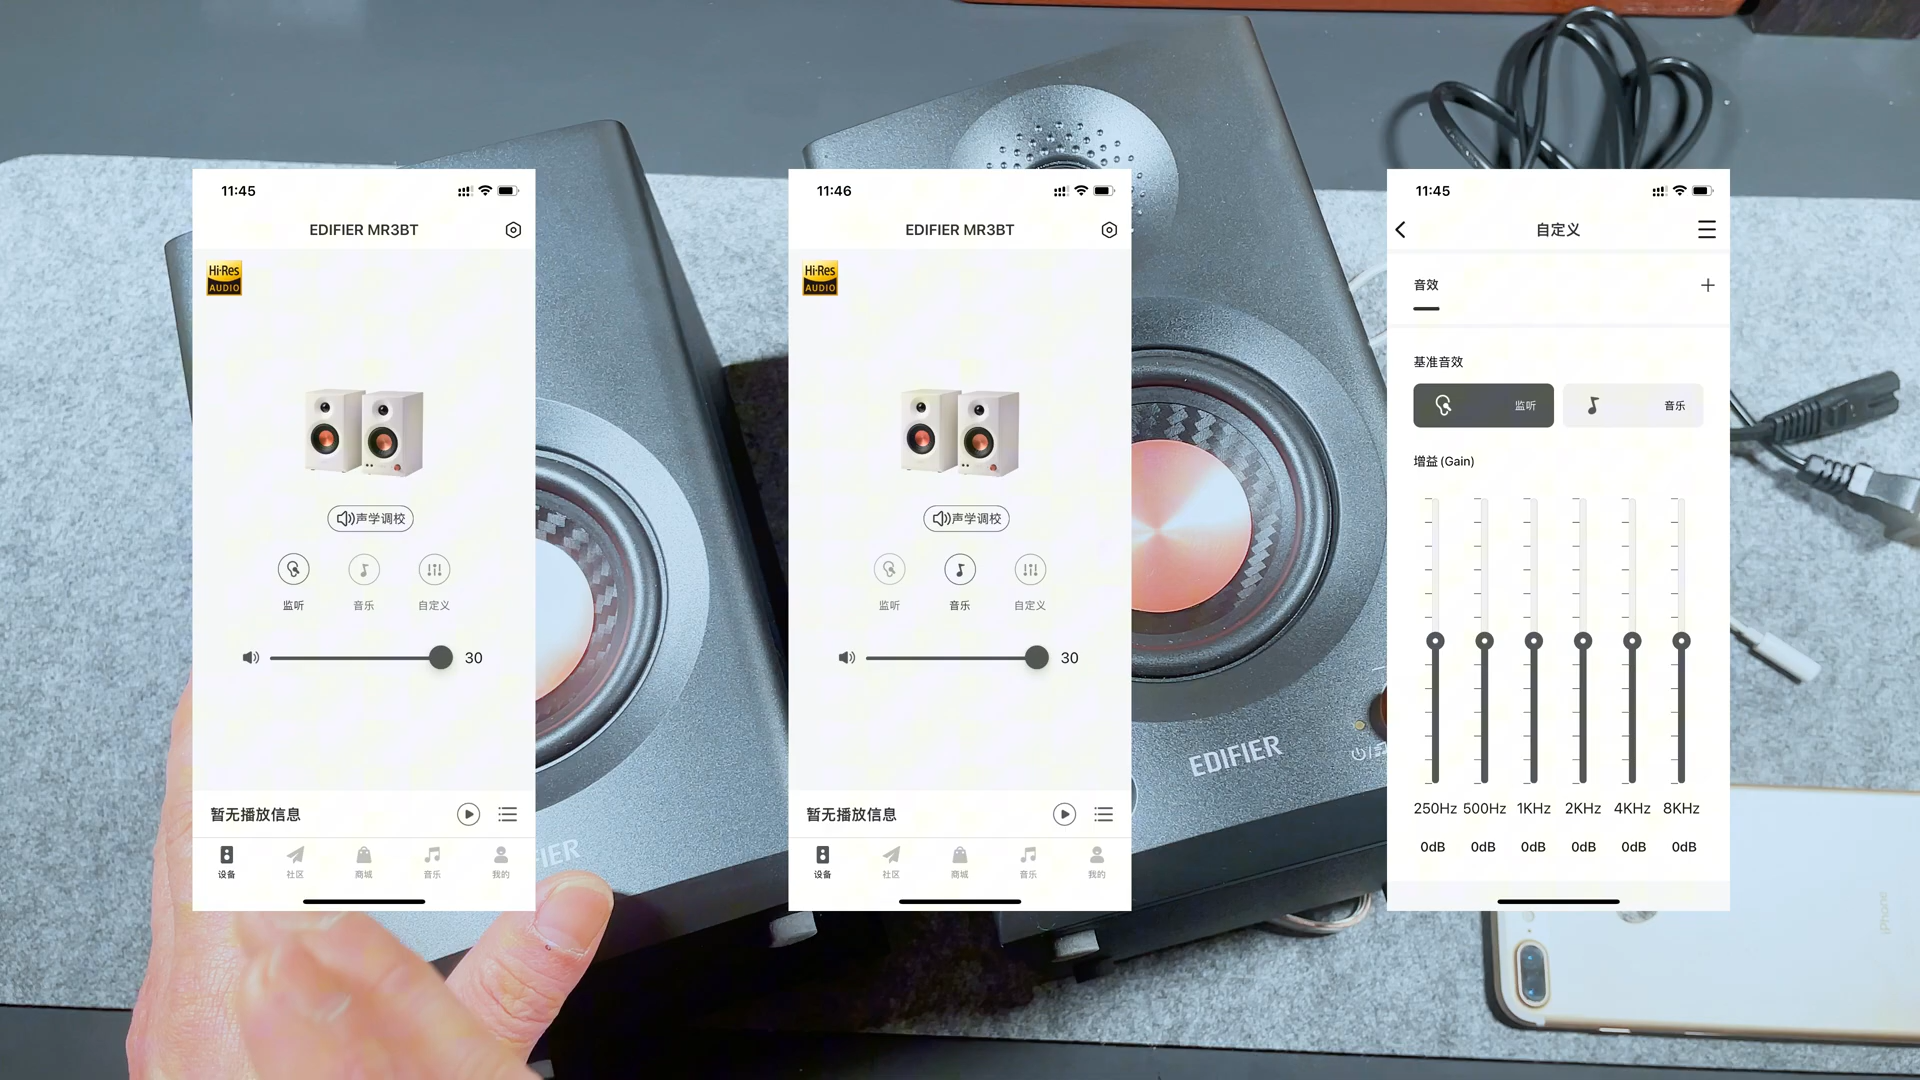 11:45
EDIFIER MR3BT
Hi-Res
AUDIO
声学调校
监听 音乐 自定义
30
暂无播放信息
设备 社区 商城 音乐 我的
11:46
EDIFIER MR3BT
Hi-Res
AUDIO
声学调校
监听 音乐 自定义
30
暂无播放信息
设备 社区 商城 音乐 我的
11:45
自定义
音效
基准音效
监听 音乐
增益 (Gain)
250Hz 500Hz 1KHz 2KHz 4KHz 8KHz
0dB 0dB 0dB 0dB 0dB 0dB
EDIFIER
IFIER
iPhone